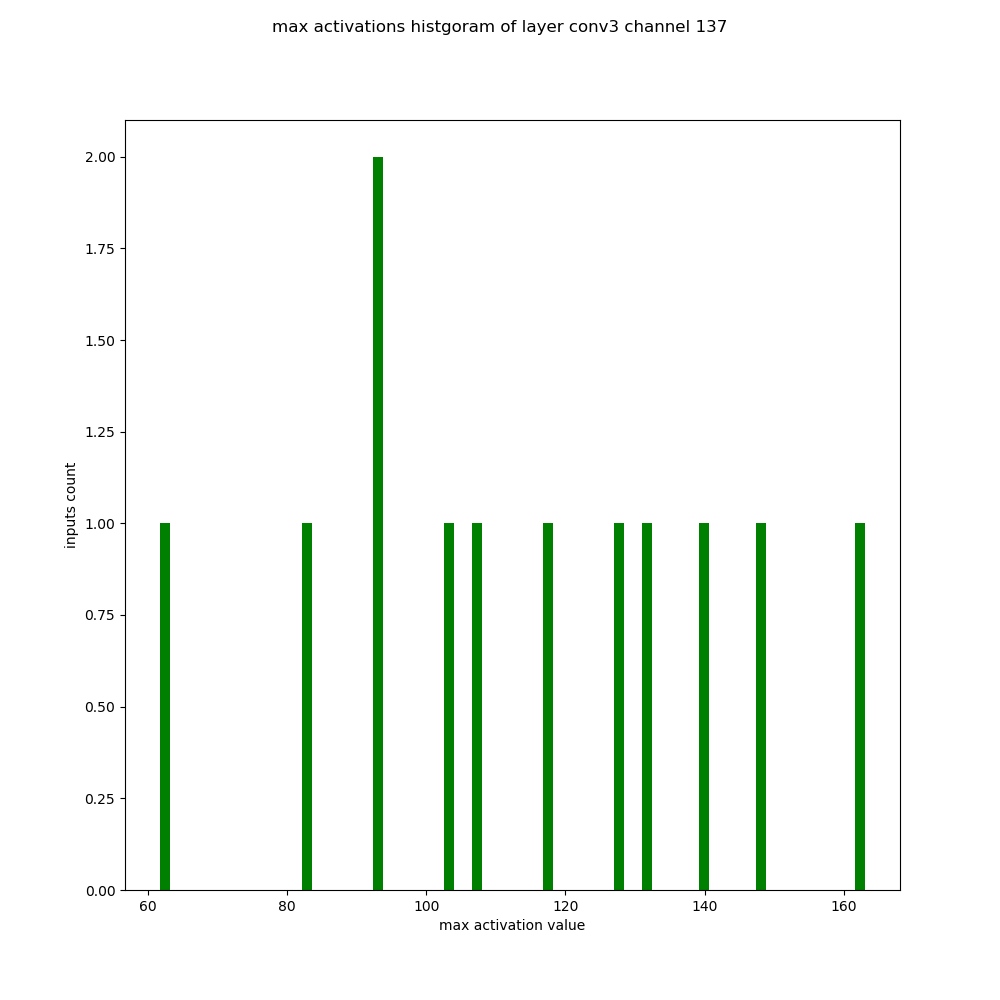 max activations histgoram of layer conv3 channel 137
2.00
1.75
1.50
1.25
1.00
0.75
0.50
0.25
0.00
inputs count
60 80 100 120 140 160
max activation value